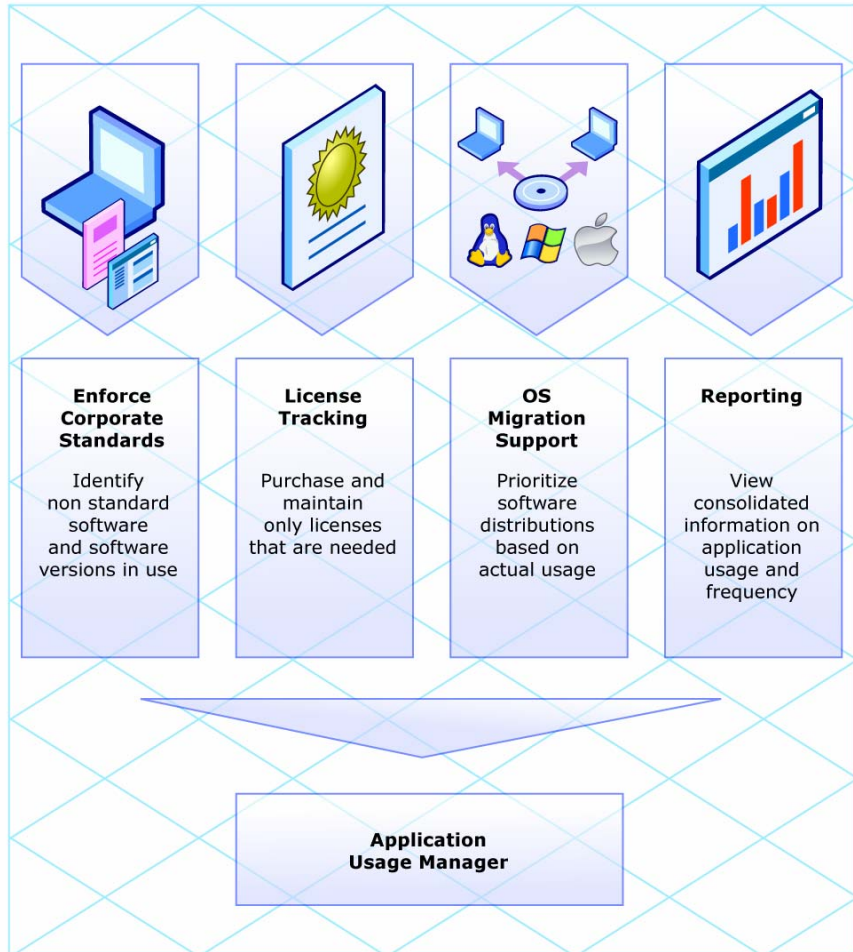 Enforce
Corporate
Standards
Identify
non standard
software
and software
versions in use
License
Tracking
Purchase and
maintain
only licenses
that are needed
OS
Migration
Support
Prioritize
software
distributions
based on
actual usage
Reporting
View
consolidated
information on
application
usage and
frequency
Application
Usage Manager